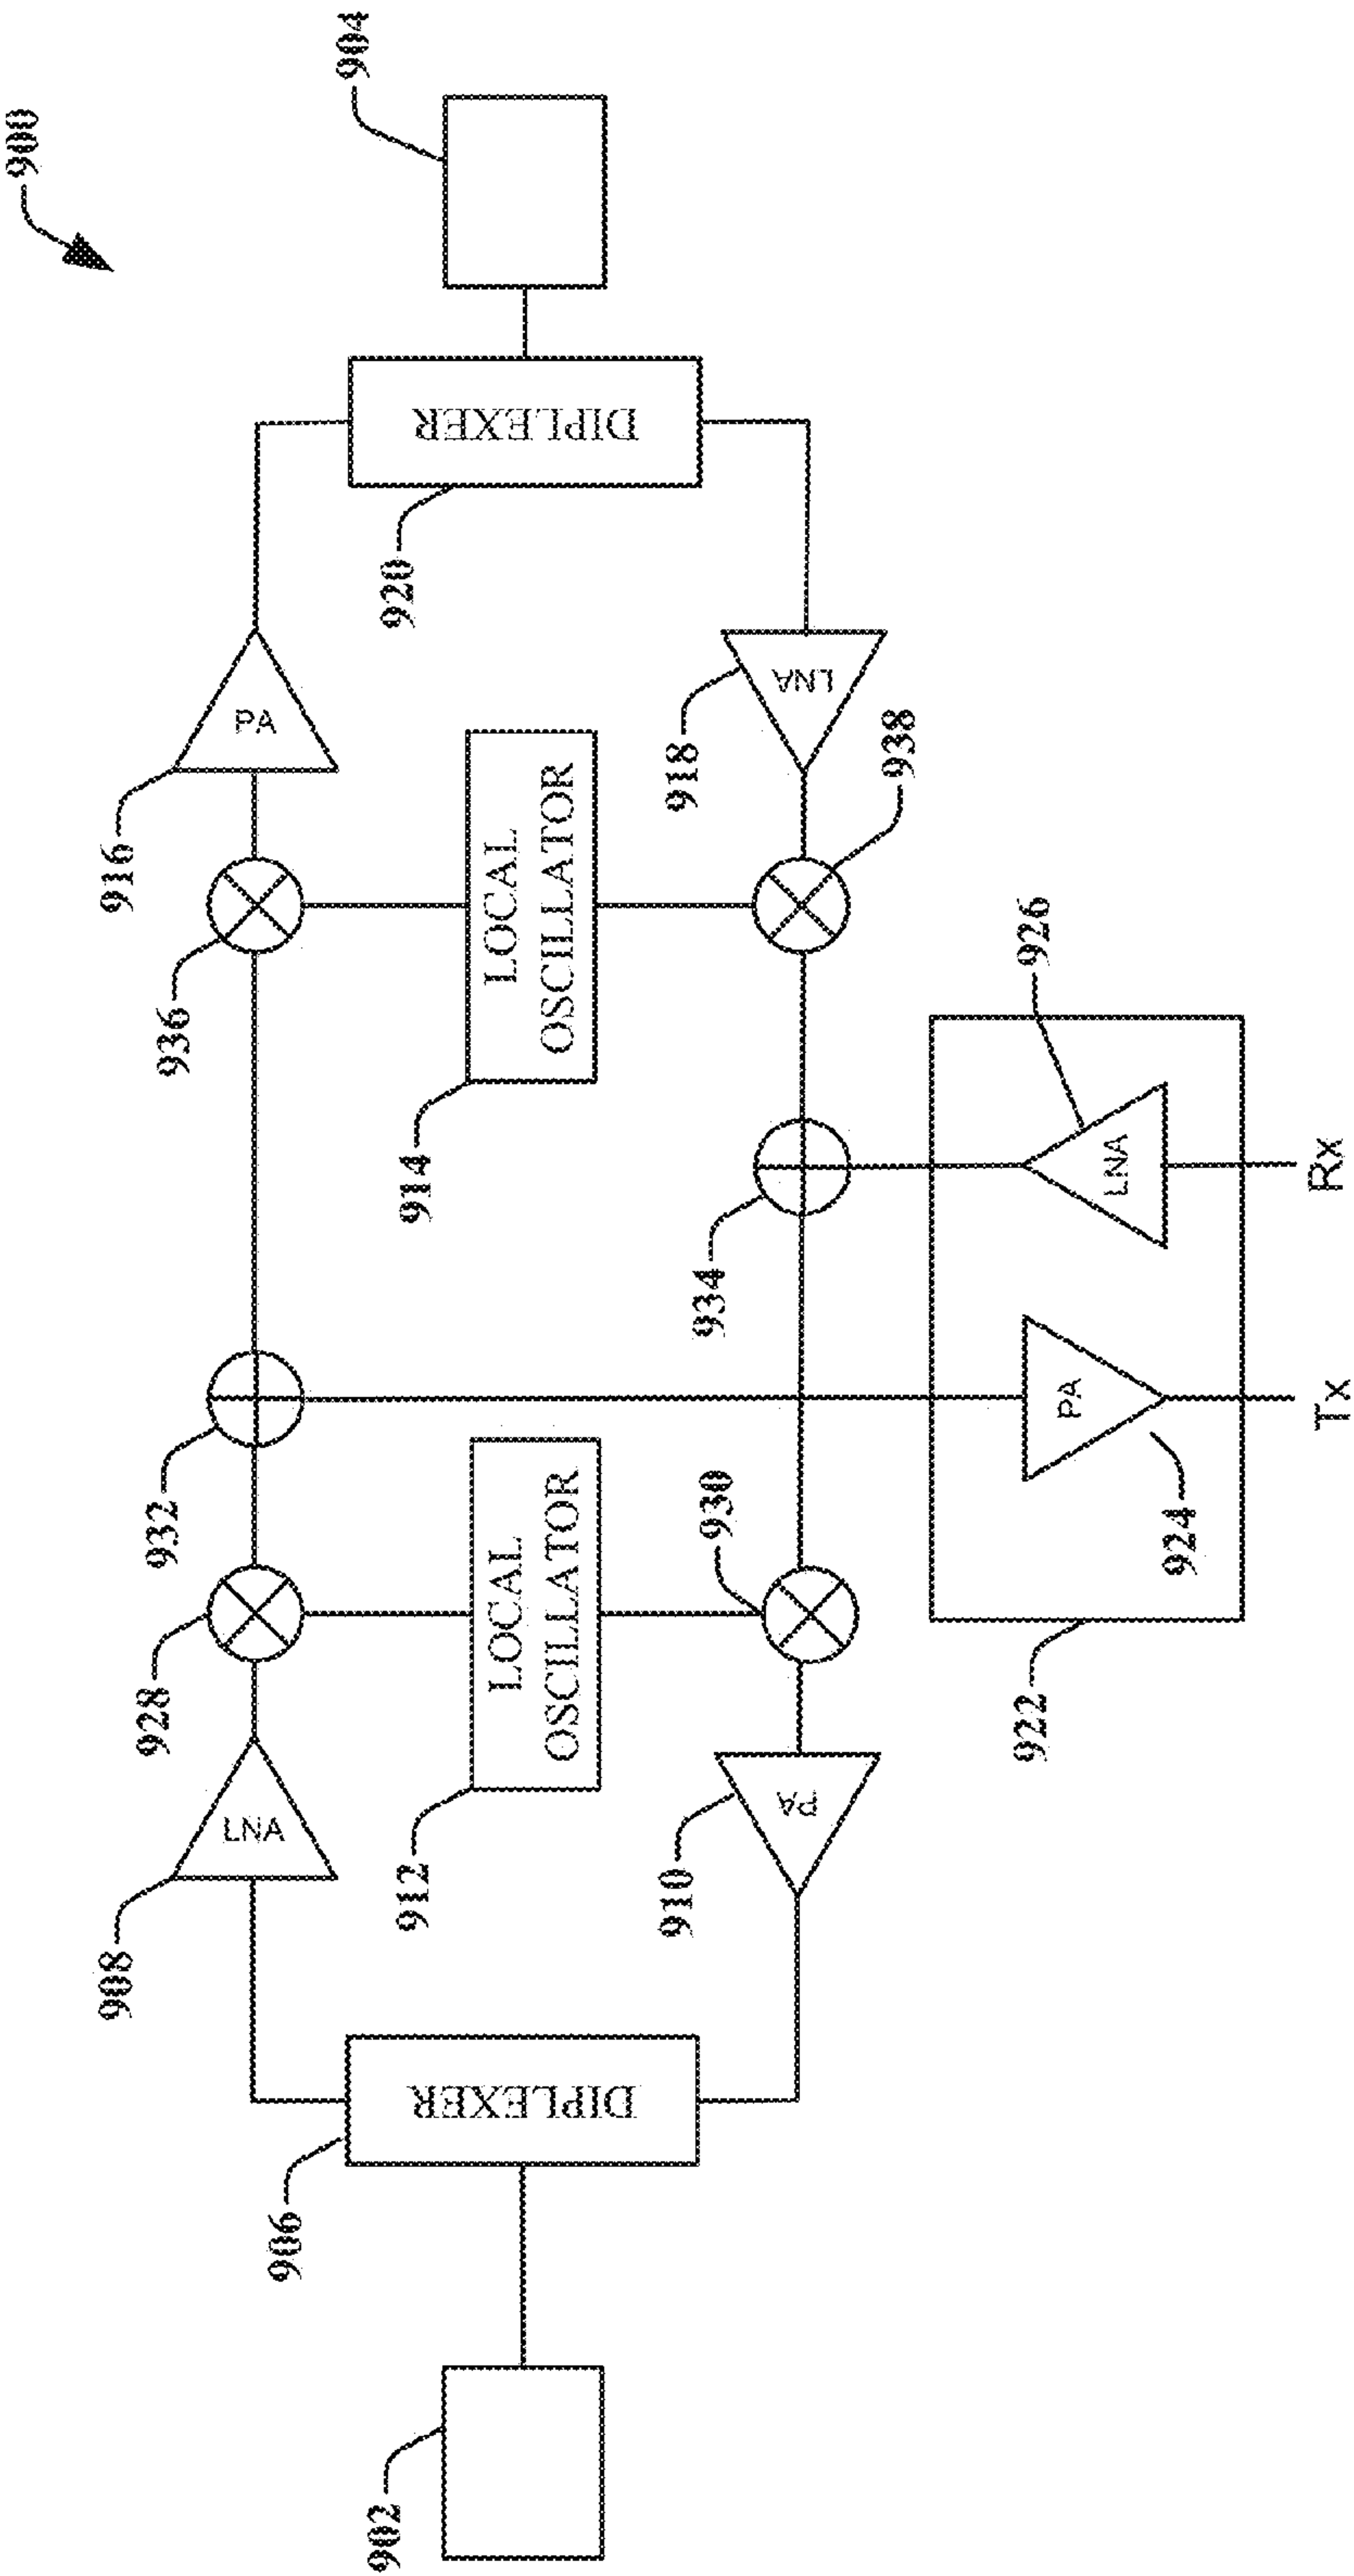 900
904
DIPLEXER
920
PA
916
LNA
918
936
LOCAL
OSCILLATOR
914
938
926
LNA
Rx
934
932
PA
924
Tx
922
928
LOCAL
OSCILLATOR
912
930
LNA
908
PA
910
DIPLEXER
906
902